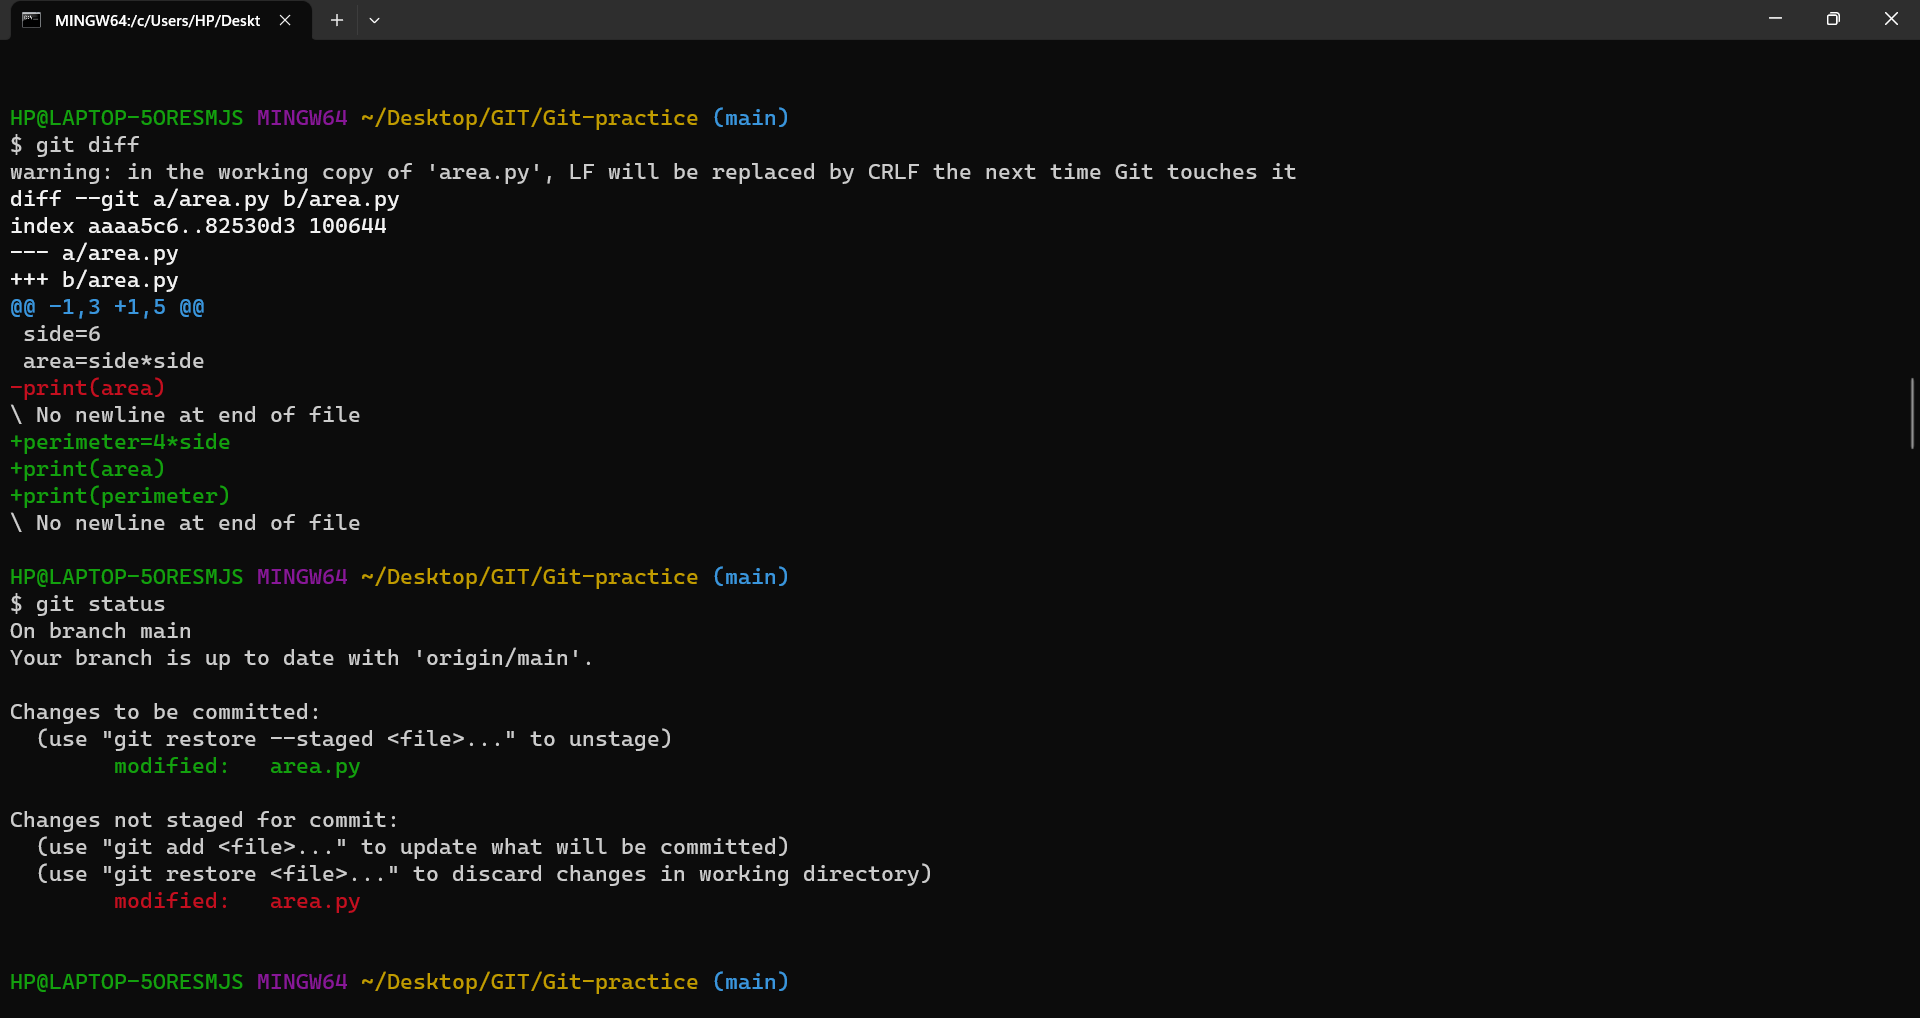 MINGW64:/c/Users/HP/Deskt
HP@LAPTOP-5ORESMJS MINGW64 ~/Desktop/GIT/Git-practice (main)
$ git diff
warning: in the working copy of 'area.py', LF will be replaced by CRLF the next time Git touches it
diff --git a/area.py b/area.py
index aaaa5c6..82530d3 100644
--- a/area.py
+++ b/area.py
@@ -1,3 +1,5 @@
 side=6
 area=side*side
-print(area)
\ No newline at end of file
+perimeter=4*side
+print(area)
+print(perimeter)
\ No newline at end of file
HP@LAPTOP-5ORESMJS MINGW64 ~/Desktop/GIT/Git-practice (main)
$ git status
On branch main
Your branch is up to date with 'origin/main'.
Changes to be committed:
  (use "git restore --staged <file>..." to unstage)
        modified:   area.py
Changes not staged for commit:
  (use "git add <file>..." to update what will be committed)
  (use "git restore <file>..." to discard changes in working directory)
        modified:   area.py
HP@LAPTOP-5ORESMJS MINGW64 ~/Desktop/GIT/Git-practice (main)